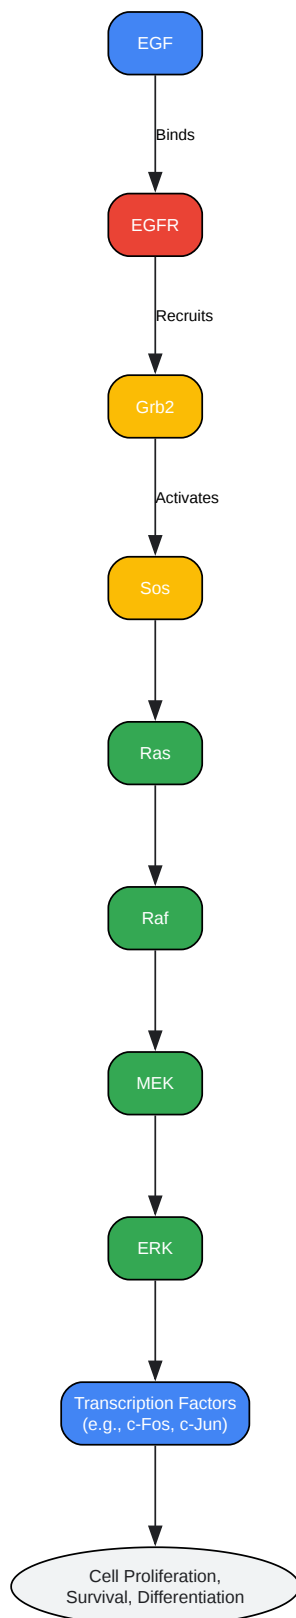 EGF
Binds
EGFR
Recruits
Grb2
Activates
Sos
Ras
Raf
MEK
ERK
Transcription Factors
(e.g., c-Fos, c-Jun)
Cell Proliferation,
Survival, Differentiation